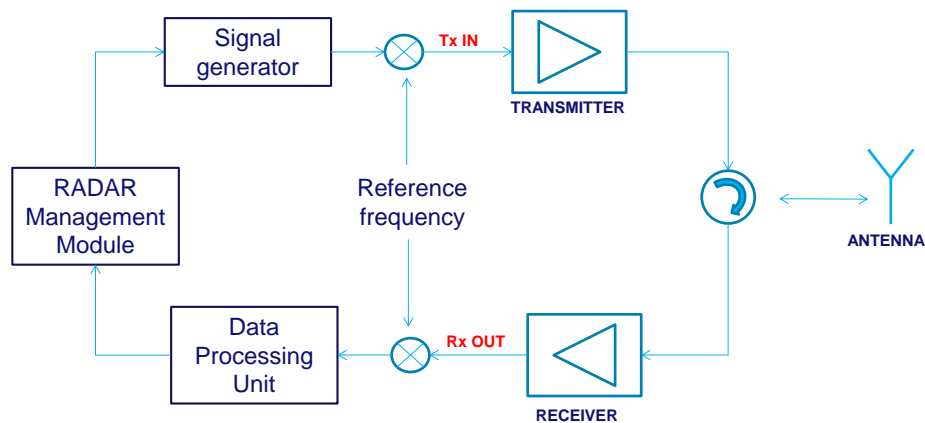 Signal
generator
Tx IN
TRANSMITTER
RADAR
Management
Module
Reference
frequency
ANTENNA
Data
Processing
Unit
Rx OUT
RECEIVER